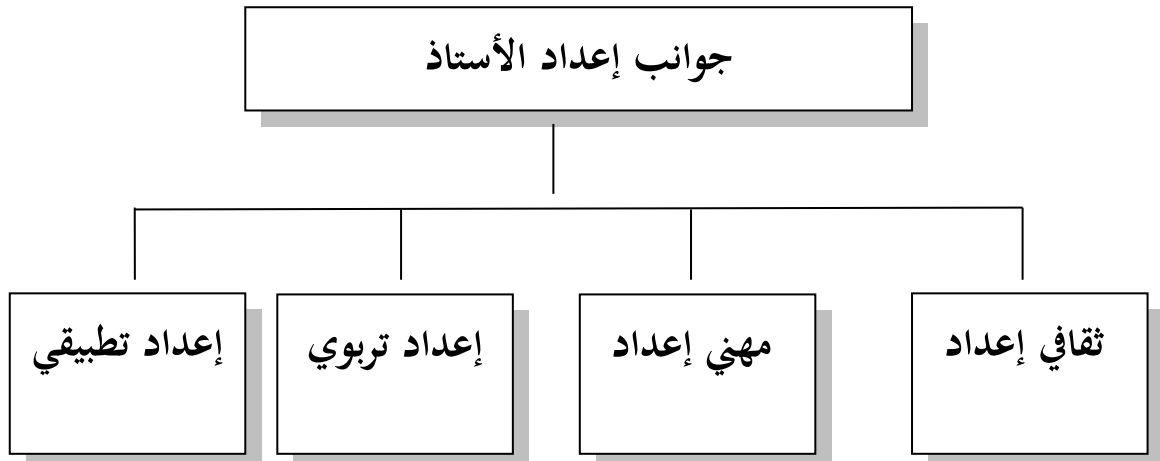 جوانب إعداد الأستاذ
ثقافي إعداد
مهني إعداد
إعداد تربوي
إعداد تطبيقي